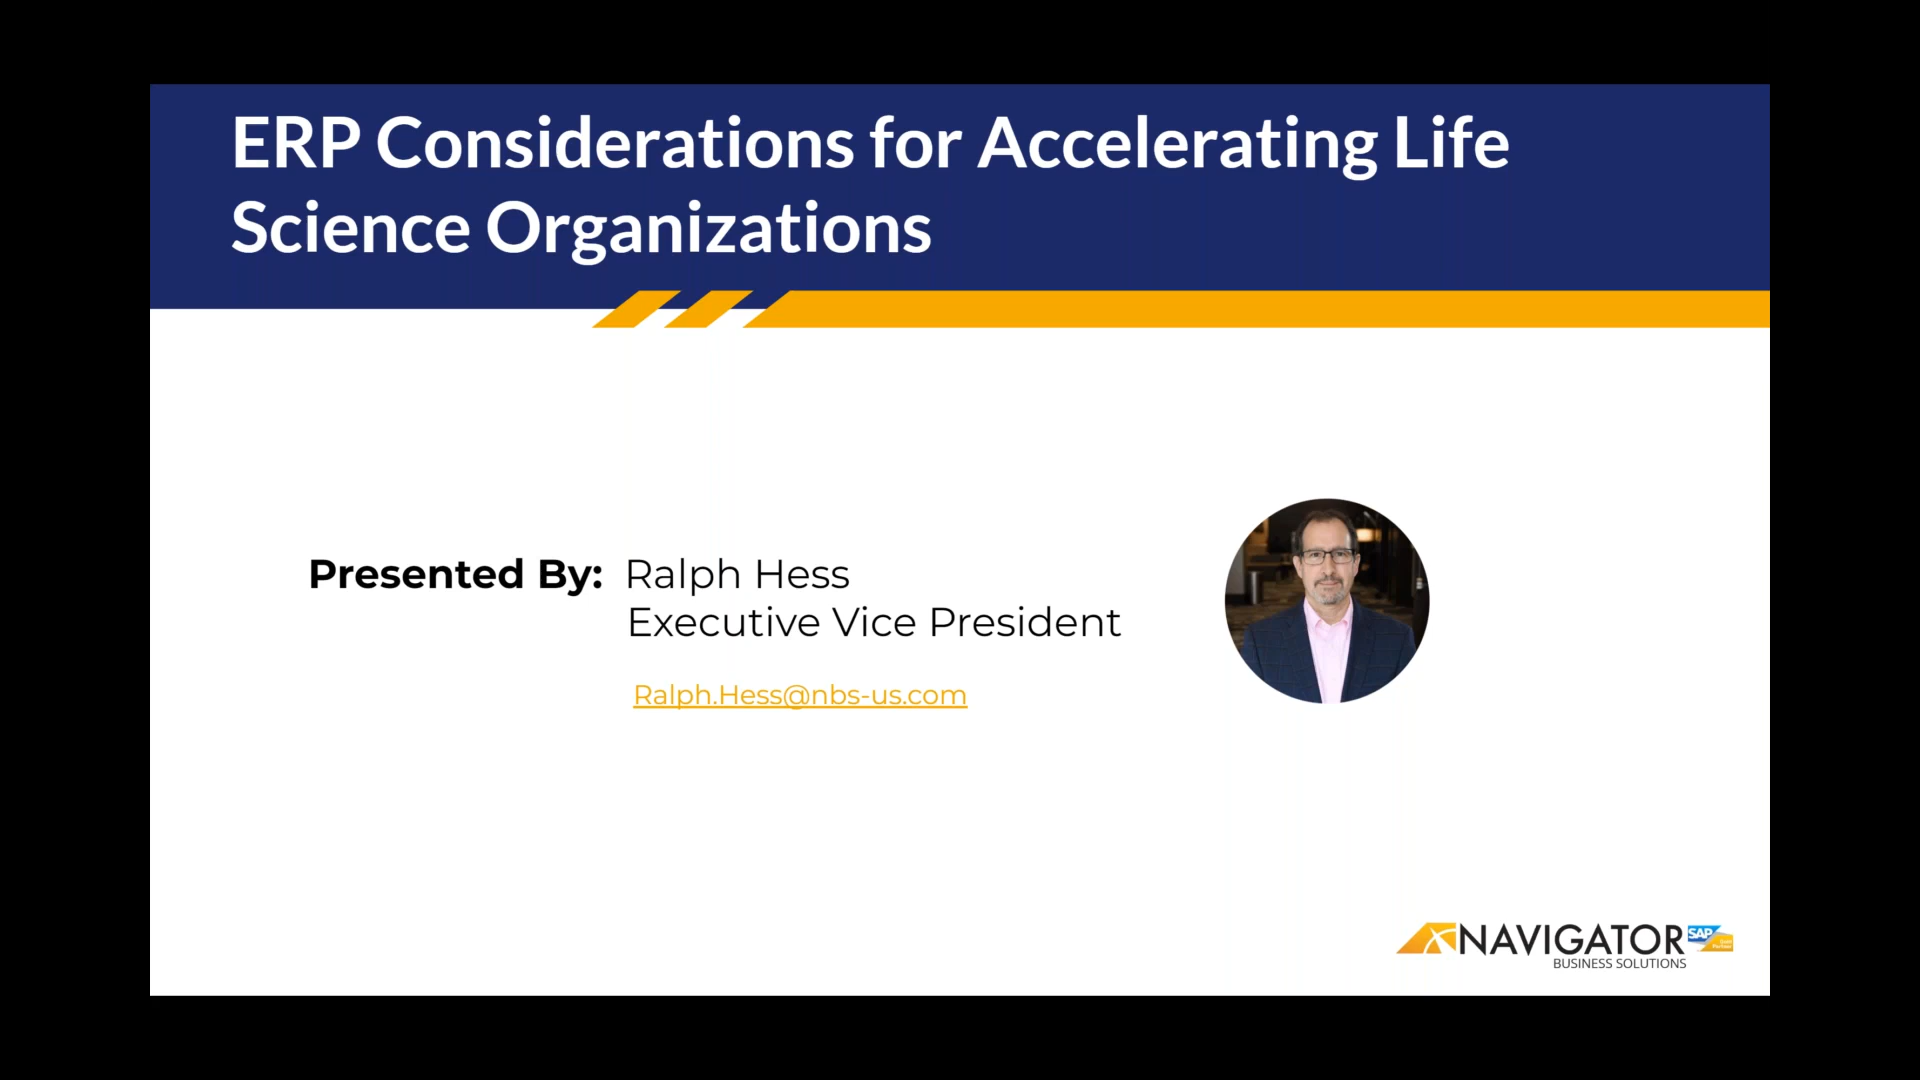 ERP Considerations for Accelerating Life
Science Organizations
Presented By: Ralph Hess
Executive Vice President
Ralph.Hess@nbs-us.com
NAVIGATOR
SAP
BUSINESS SOLUTIONS